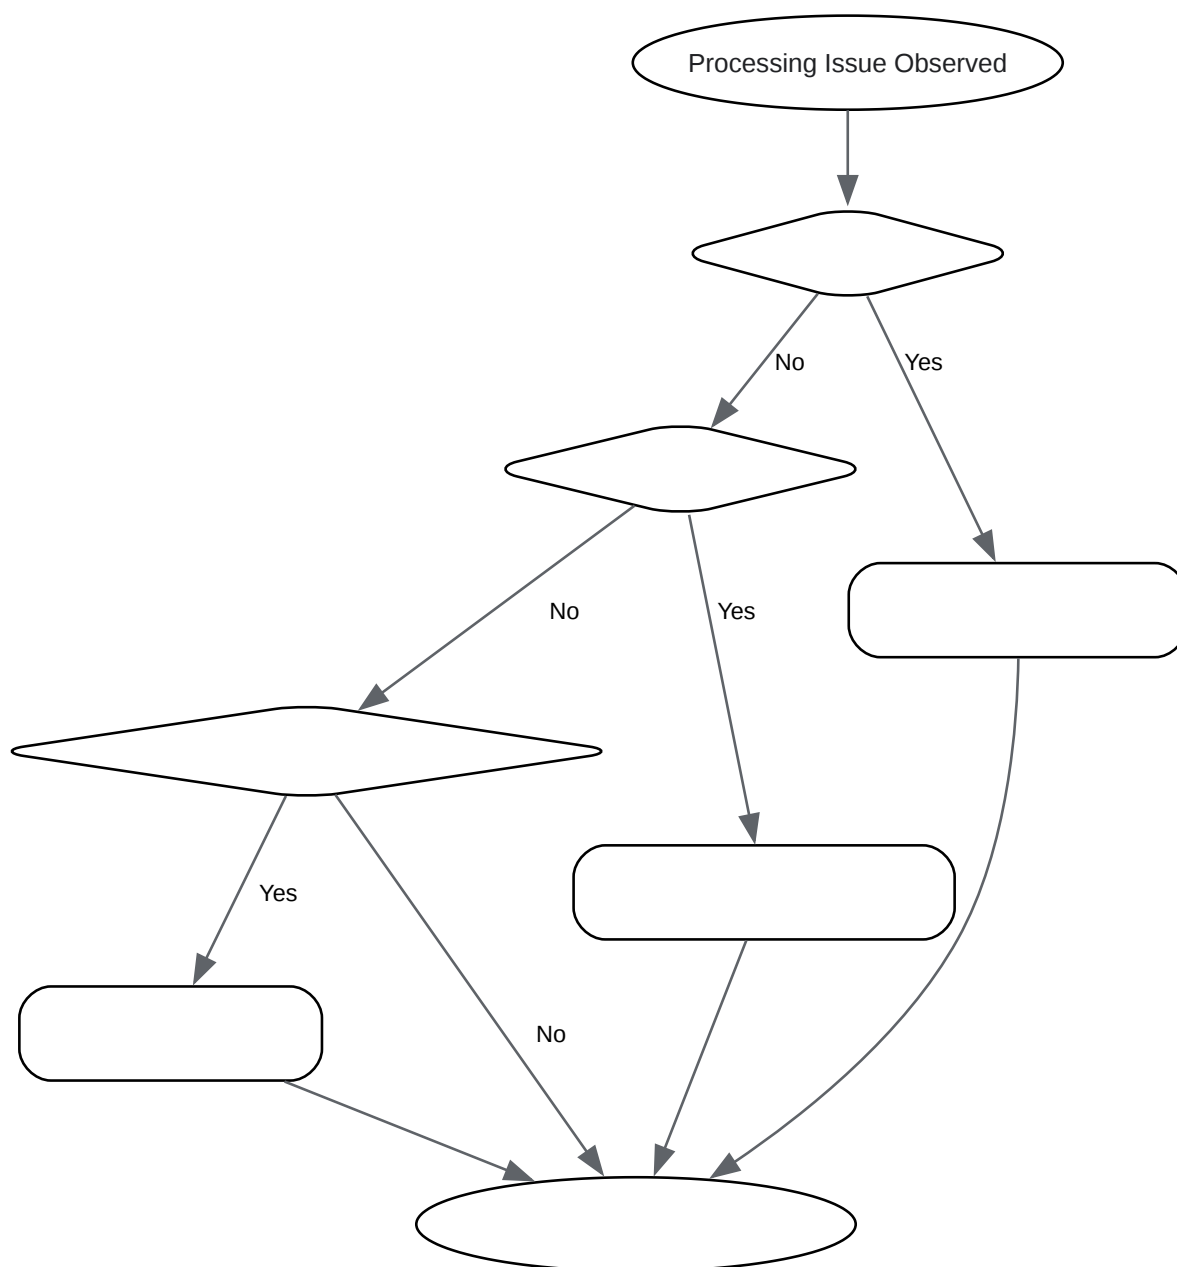 Processing Issue Observed
No
Yes
No
Yes
Yes
No